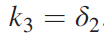 k₃ = δ₂.